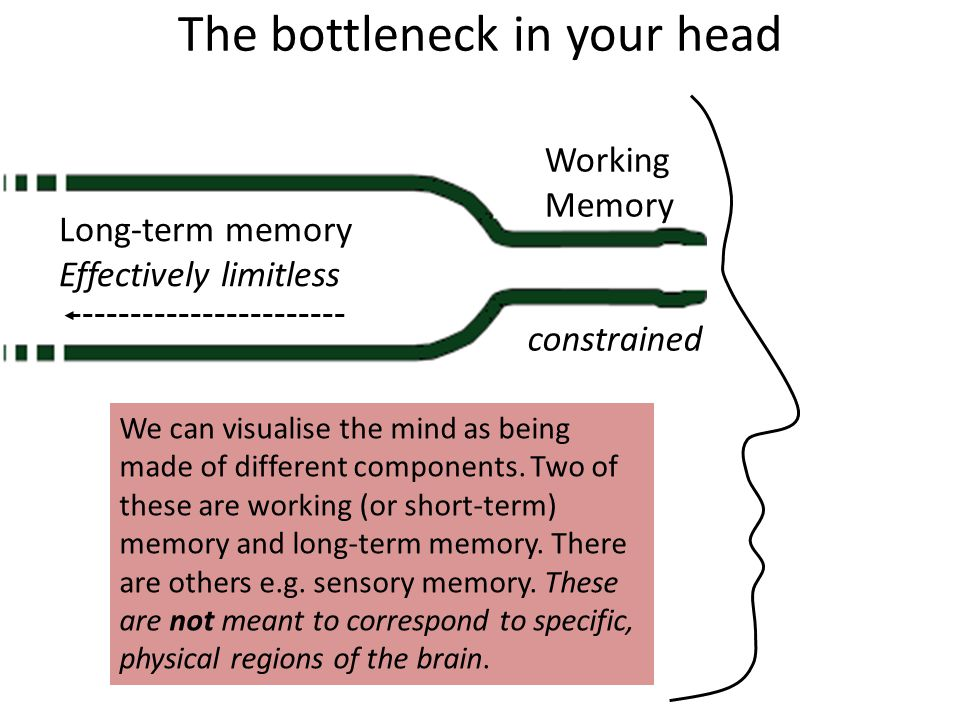 The bottleneck in your head
Working
Memory
Long-term memory
Effectively limitless
constrained
We can visualise the mind as being
made of different components. Two of
these are working (or short-term)
memory and long-term memory. There
are others e.g. sensory memory. These
are not meant to correspond to specific,
physical regions of the brain.